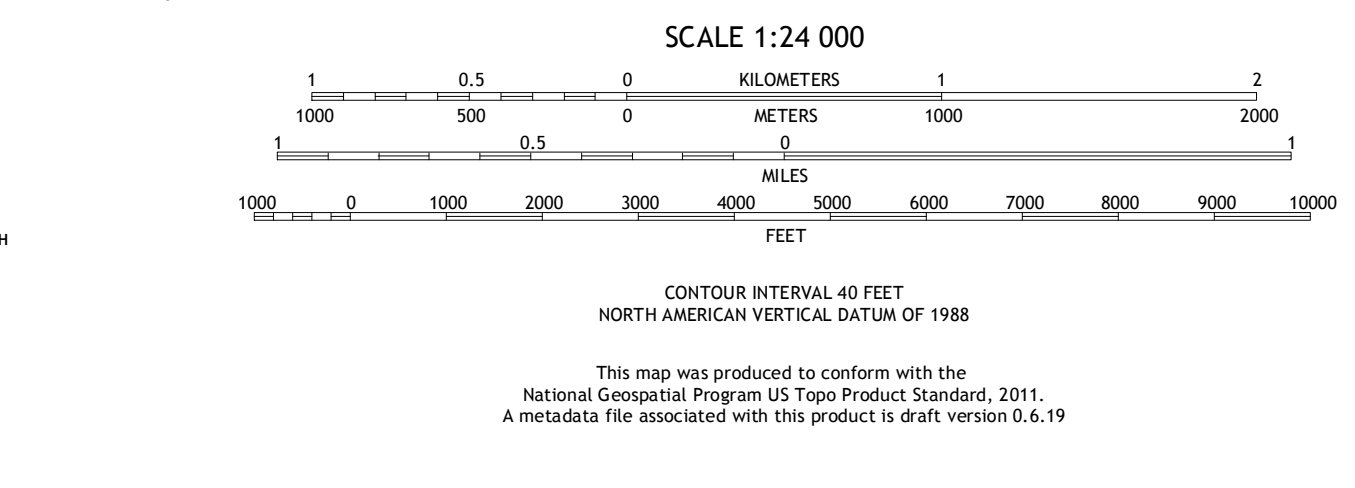 SCALE 1:24 000
1 0.5 0 KILOMETERS 1 2
1000 500 0 METERS 1000 2000
1 0.5 0 1
MILES
1000 0 1000 2000 3000 4000 5000 6000 7000 8000 9000 10000
FEET
H
CONTOUR INTERVAL 40 FEET
NORTH AMERICAN VERTICAL DATUM OF 1988
This map was produced to conform with the
National Geospatial Program US Topo Product Standard, 2011.
A metadata file associated with this product is draft version 0.6.19